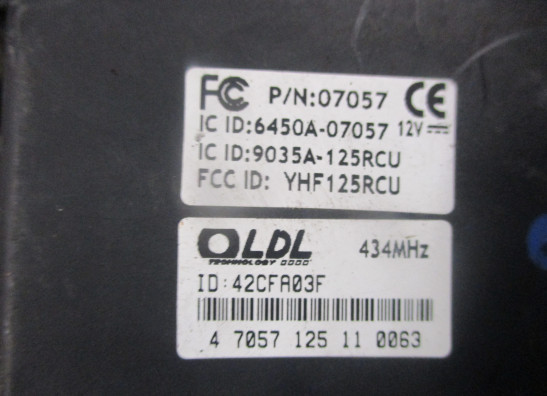 FC P/N:07057 CE
IC ID:6450A-07057 12V
IC ID:9035A-125RCU
FCC ID: YHF125RCU
LDL 434MHz
TECHNOLOGY
ID:42CFA03F
4 7057 125 11 0063